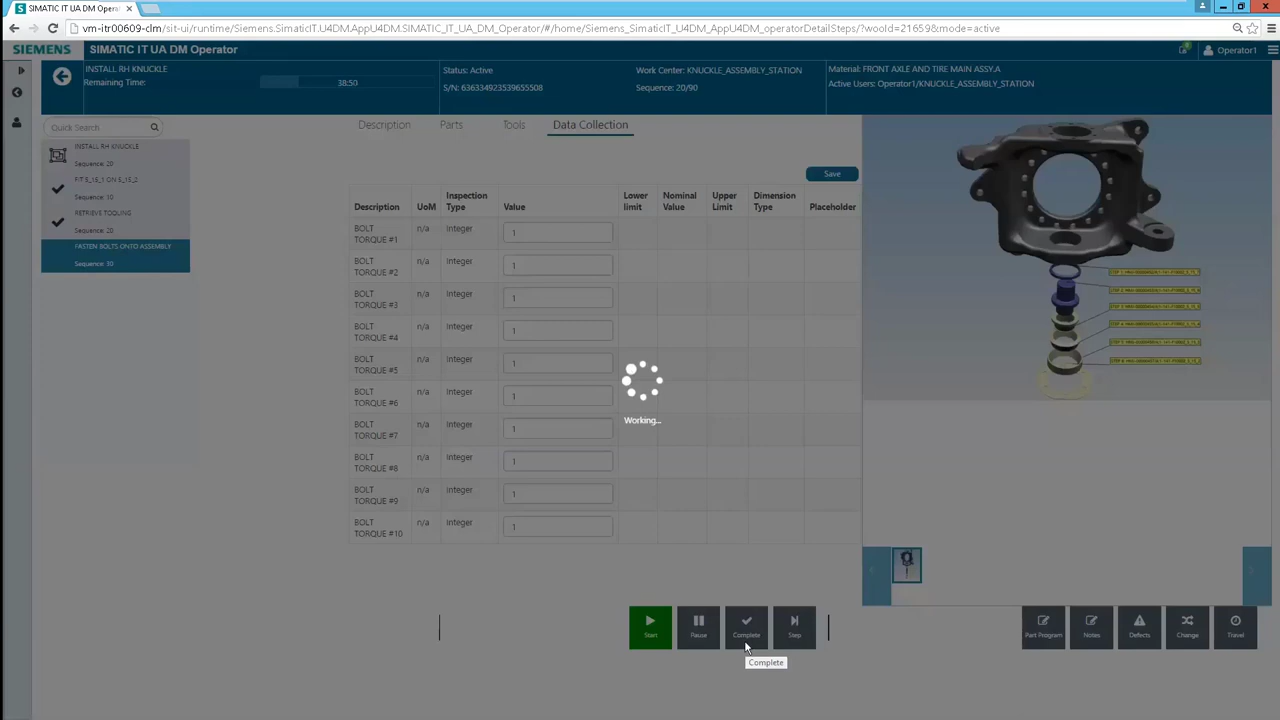 SIMATIC IT UA DM Operat
vm-itr00609-clm/sit-ui/runtime/Siemens.SimaticIT.U4DM.AppU4DM.SIMATIC_IT_UA_DM_Operator/#/home/Siemens_SimaticIT_U4DM_AppU4DM_operatorDetailSteps/?wooId=21659&mode=active
SIEMENS SIMATIC IT UA DM Operator
Operator1
INSTALL RH KNUCKLE
Remaining Time: 38:50
Status: Active
S/N: 636334923539655508
Work Center: KNUCKLE_ASSEMBLY_STATION
Sequence: 20/90
Material: FRONT AXLE AND TIRE MAIN ASSY.A
Active Users: Operator1/KNUCKLE_ASSEMBLY_STATION
Quick Search
INSTALL RH KNUCKLE
Sequence: 20
FIT 5_15_1 ON 5_15_2
Sequence: 10
RETRIEVE TOOLING
Sequence: 20
FASTEN BOLTS ONTO ASSEMBLY
Sequence: 30
Description Parts Tools Data Collection
Save
Description UoM Inspection Type Value Lower limit Nominal Value Upper Limit Dimension Type Placeholder
BOLT TORQUE #1 n/a Integer 1
BOLT TORQUE #2 n/a Integer 1
BOLT TORQUE #3 n/a Integer 1
BOLT TORQUE #4 n/a Integer 1
BOLT TORQUE #5 n/a Integer 1
BOLT TORQUE #6 n/a Integer 1
BOLT TORQUE #7 n/a Integer 1
BOLT TORQUE #8 n/a Integer 1
BOLT TORQUE #9 n/a Integer 1
BOLT TORQUE #10 n/a Integer 1
Working...
Start Pause Complete Step
Complete
Part Program Notes Defects Change Travel